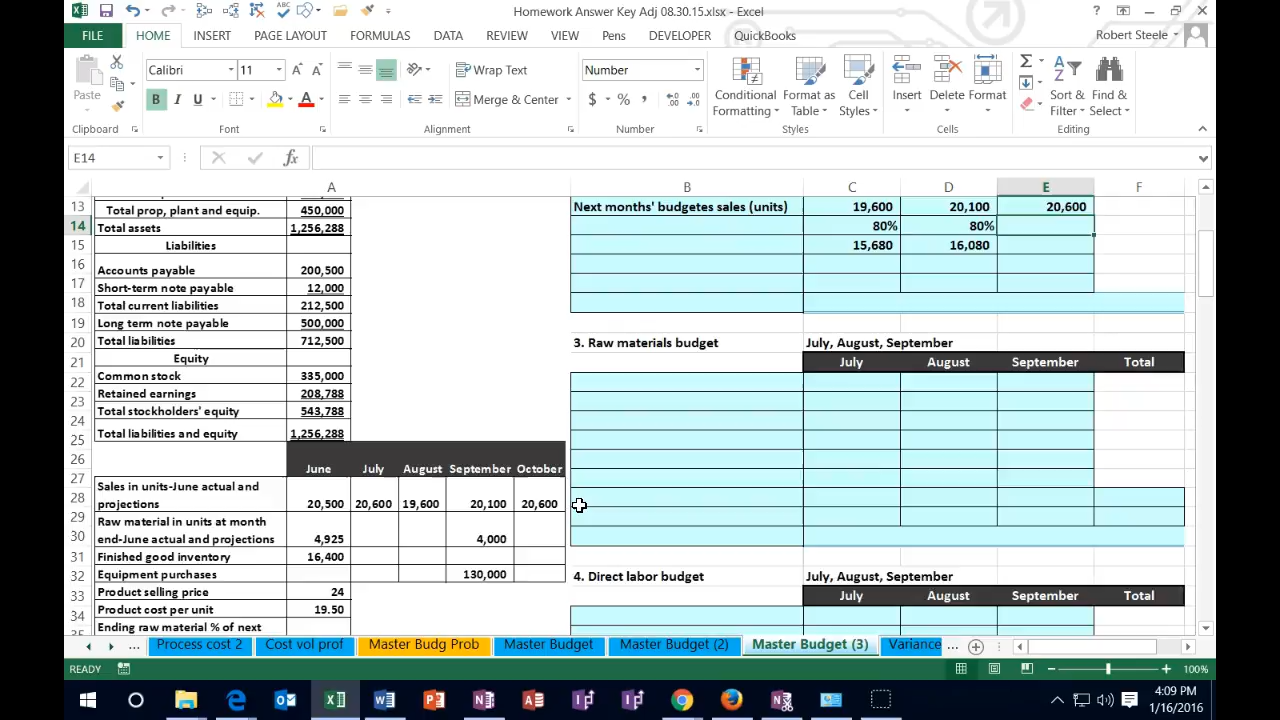 Homework Answer Key Adj 08.30.15.xlsx - Excel
FILE HOME INSERT PAGE LAYOUT FORMULAS DATA REVIEW VIEW Pens DEVELOPER QuickBooks Robert Steele
Paste Calibri 11 Wrap Text Merge & Center Number
Conditional Formatting Format as Table Cell Styles Insert Delete Format Sort & Filter Find & Select
Clipboard Font Alignment Number Styles Cells Editing
E14
A B C D E F
13 Total prop, plant and equip. 450,000 Next months' budgetes sales (units) 19,600 20,100 20,600
14 Total assets 1,256,288 80% 80%
15 Liabilities 15,680 16,080
16 Accounts payable 200,500
17 Short-term note payable 12,000
18 Total current liabilities 212,500
19 Long term note payable 500,000
20 Total liabilities 712,500 3. Raw materials budget July, August, September
21 Equity July August September Total
22 Common stock 335,000
23 Retained earnings 208,788
24 Total stockholders' equity 543,788
25 Total liabilities and equity 1,256,288
26
27 June July August September October
28 Sales in units-June actual and projections 20,500 20,600 19,600 20,100 20,600
29 Raw material in units at month
30 end-June actual and projections 4,925 4,000
31 Finished good inventory 16,400
32 Equipment purchases 130,000 4. Direct labor budget July, August, September
33 Product selling price 24 July August September Total
34 Product cost per unit 19.50
Ending raw material % of next
Process cost 2 Cost vol prof Master Budg Prob Master Budget Master Budget (2) Master Budget (3) Variance ...
READY 100%
4:09 PM
1/16/2016